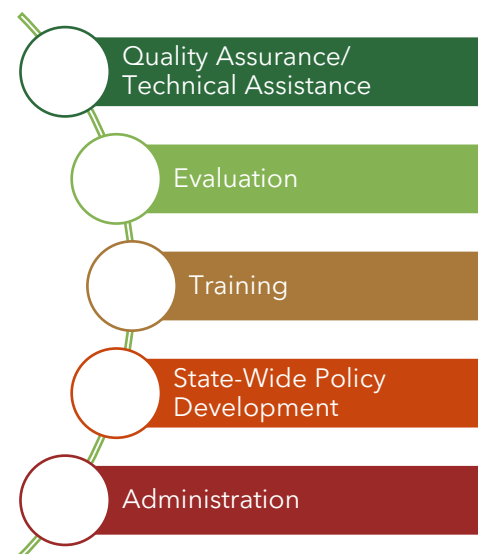 Quality Assurance/
Technical Assistance
Evaluation
Training
State-Wide Policy
Development
Administration